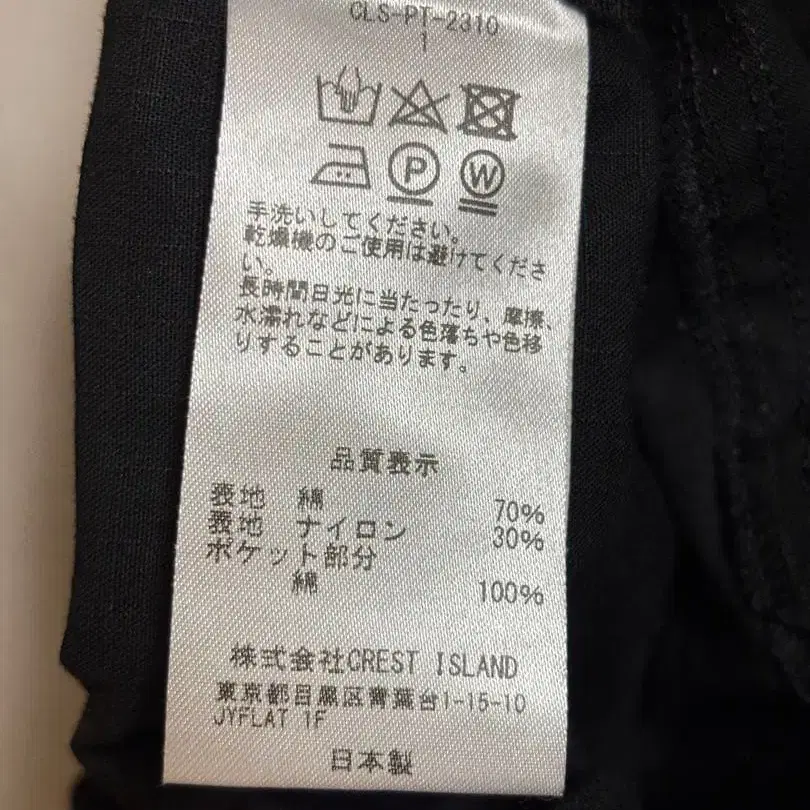 CLS-PT-2310
1
P W
手洗いしてください。
乾燥機のご使用は避けてくださ
い。
長時間日光に当たったり、摩擦、
水濡れなどによる色落ちや色移
りすることがあります。
品質表示
表地 綿 70%
表地 ナイロン 30%
ポケット部分
綿 100%
株式会社CREST ISLAND
東京都目黒区青葉台1-15-10
JYFLAT 1F
日本製